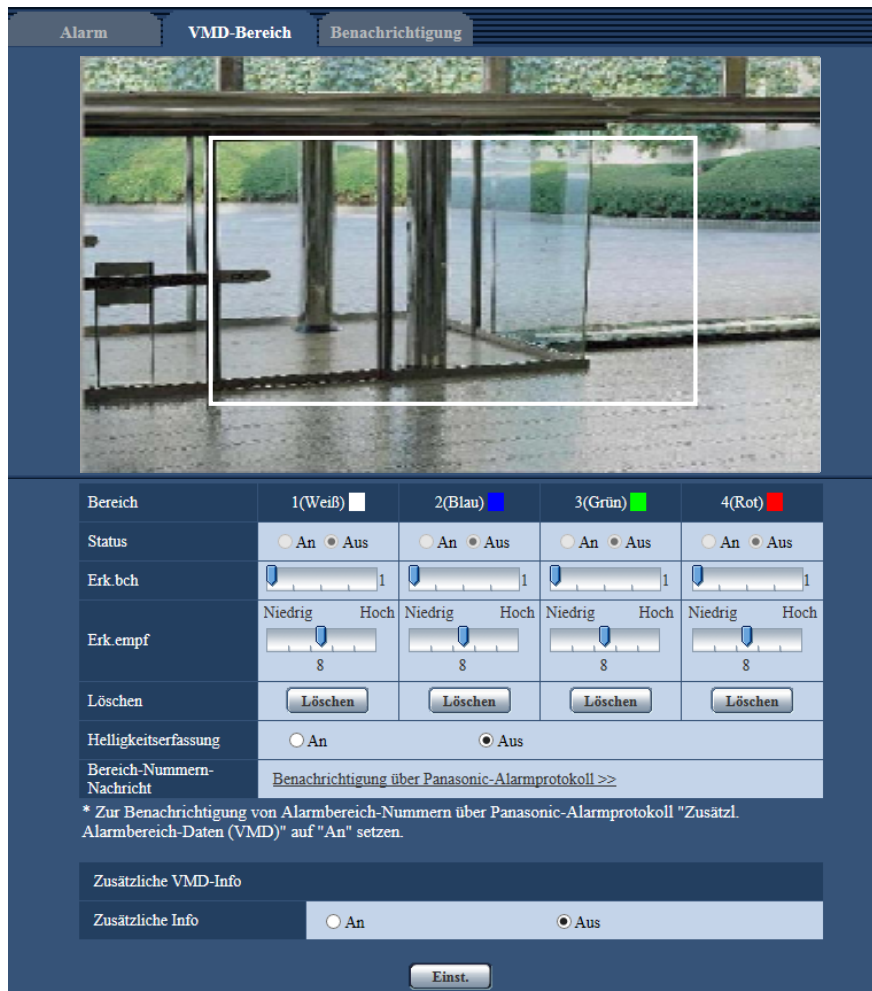 Alarm VMD-Bereich Benachrichtigung
Bereich 1(Weiß) 2(Blau) 3(Grün) 4(Rot)
Status An Aus An Aus An Aus An Aus
Erk.bch 1 1 1 1
Niedrig Hoch Niedrig Hoch Niedrig Hoch Niedrig Hoch
Erk.empf
8 8 8 8
Löschen Löschen Löschen Löschen Löschen
Helligkeitserfassung An Aus
Bereich-Nummern-
Nachricht Benachrichtigung über Panasonic-Alarmprotokoll >>
* Zur Benachrichtigung von Alarmbereich-Nummern über Panasonic-Alarmprotokoll "Zusätzl.
Alarmbereich-Daten (VMD)" auf "An" setzen.
Zusätzliche VMD-Info
Zusätzliche Info An Aus
Einst.